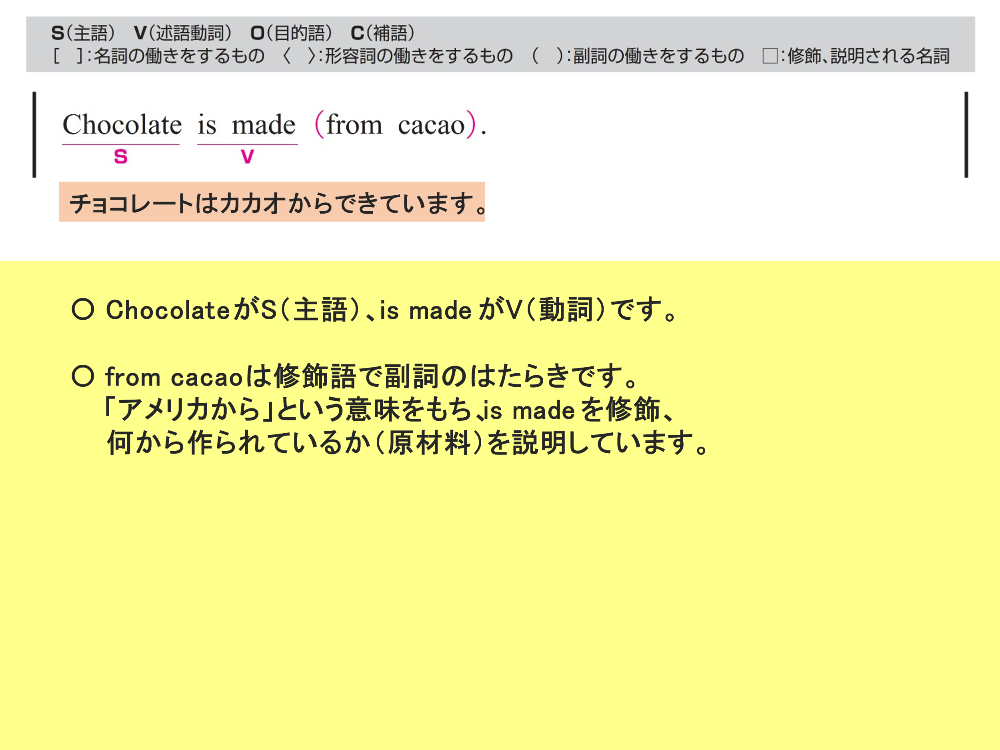 S（主語） V（述語動詞） O（目的語） C（補語）
[ ]：名詞の働きをするもの 〈 〉：形容詞の働きをするもの ( )：副詞の働きをするもの □：修飾、説明される名詞
Chocolate is made (from cacao).
S V
チョコレートはカカオからできています。
○ ChocolateがS（主語）、is made がV（動詞）です。
○ from cacaoは修飾語で副詞のはたらきです。
「アメリカから」という意味をもち、is made を修飾、
何から作られているか（原材料）を説明しています。